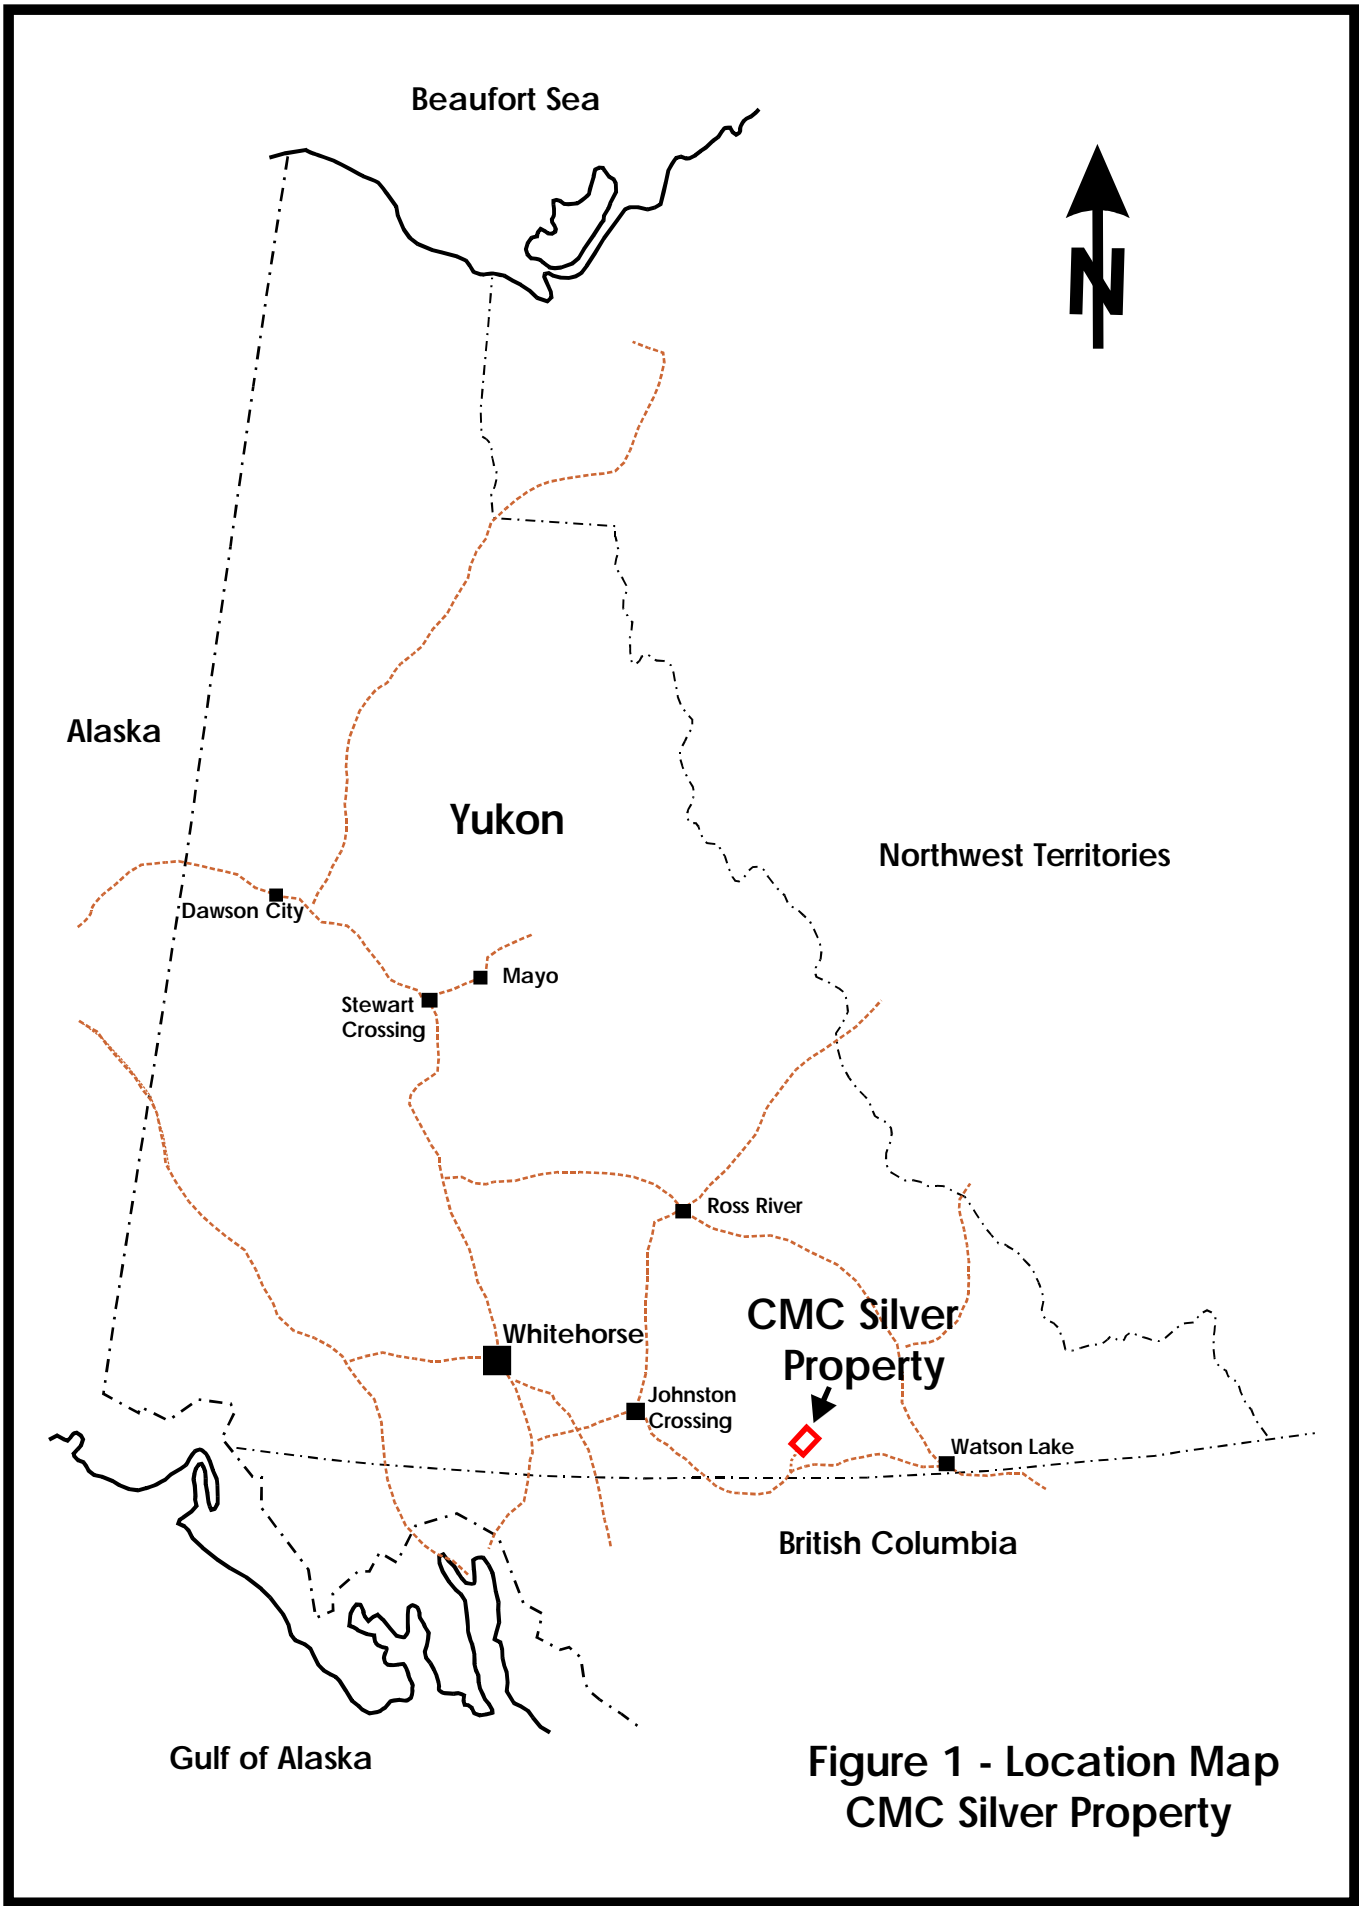 Beaufort Sea
N
Alaska
Yukon
Northwest Territories
Dawson City
Mayo
Stewart
Crossing
Ross River
CMC Silver
Property
Whitehorse
Johnston
Crossing
Watson Lake
British Columbia
Gulf of Alaska
Figure 1 - Location Map
CMC Silver Property